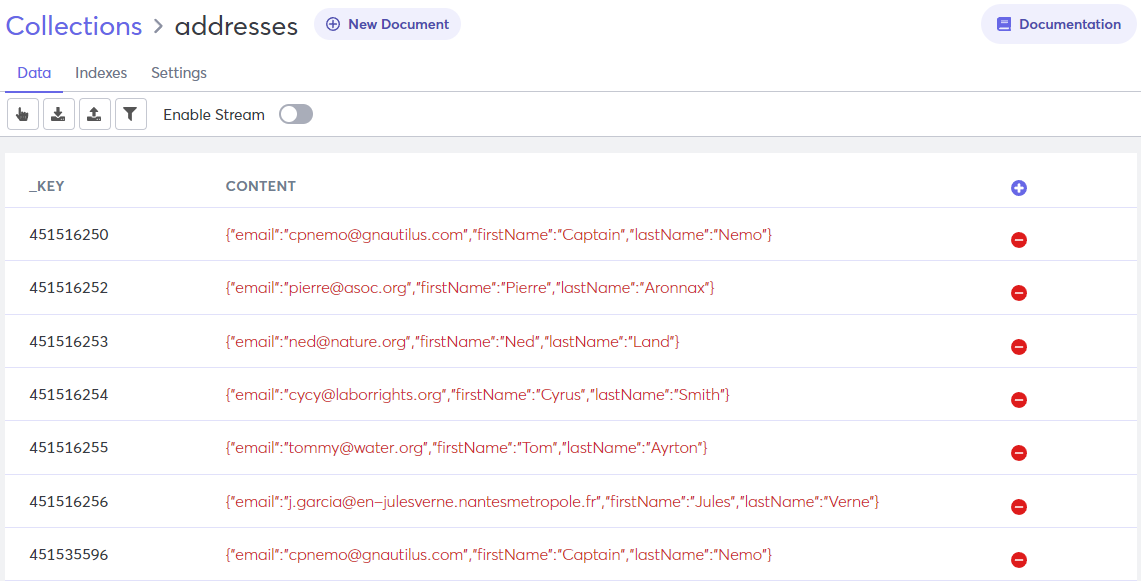 Collections > addresses New Document Documentation
Data Indexes Settings
Enable Stream
_KEY CONTENT
451516250 {"email":"cpnemo@gnautilus.com","firstName":"Captain","lastName":"Nemo"}
451516252 {"email":"pierre@asoc.org","firstName":"Pierre","lastName":"Aronnax"}
451516253 {"email":"ned@nature.org","firstName":"Ned","lastName":"Land"}
451516254 {"email":"cycy@laborrights.org","firstName":"Cyrus","lastName":"Smith"}
451516255 {"email":"tommy@water.org","firstName":"Tom","lastName":"Ayrton"}
451516256 {"email":"j.garcia@en-julesverne.nantesmetropole.fr","firstName":"Jules","lastName":"Verne"}
451535596 {"email":"cpnemo@gnautilus.com","firstName":"Captain","lastName":"Nemo"}